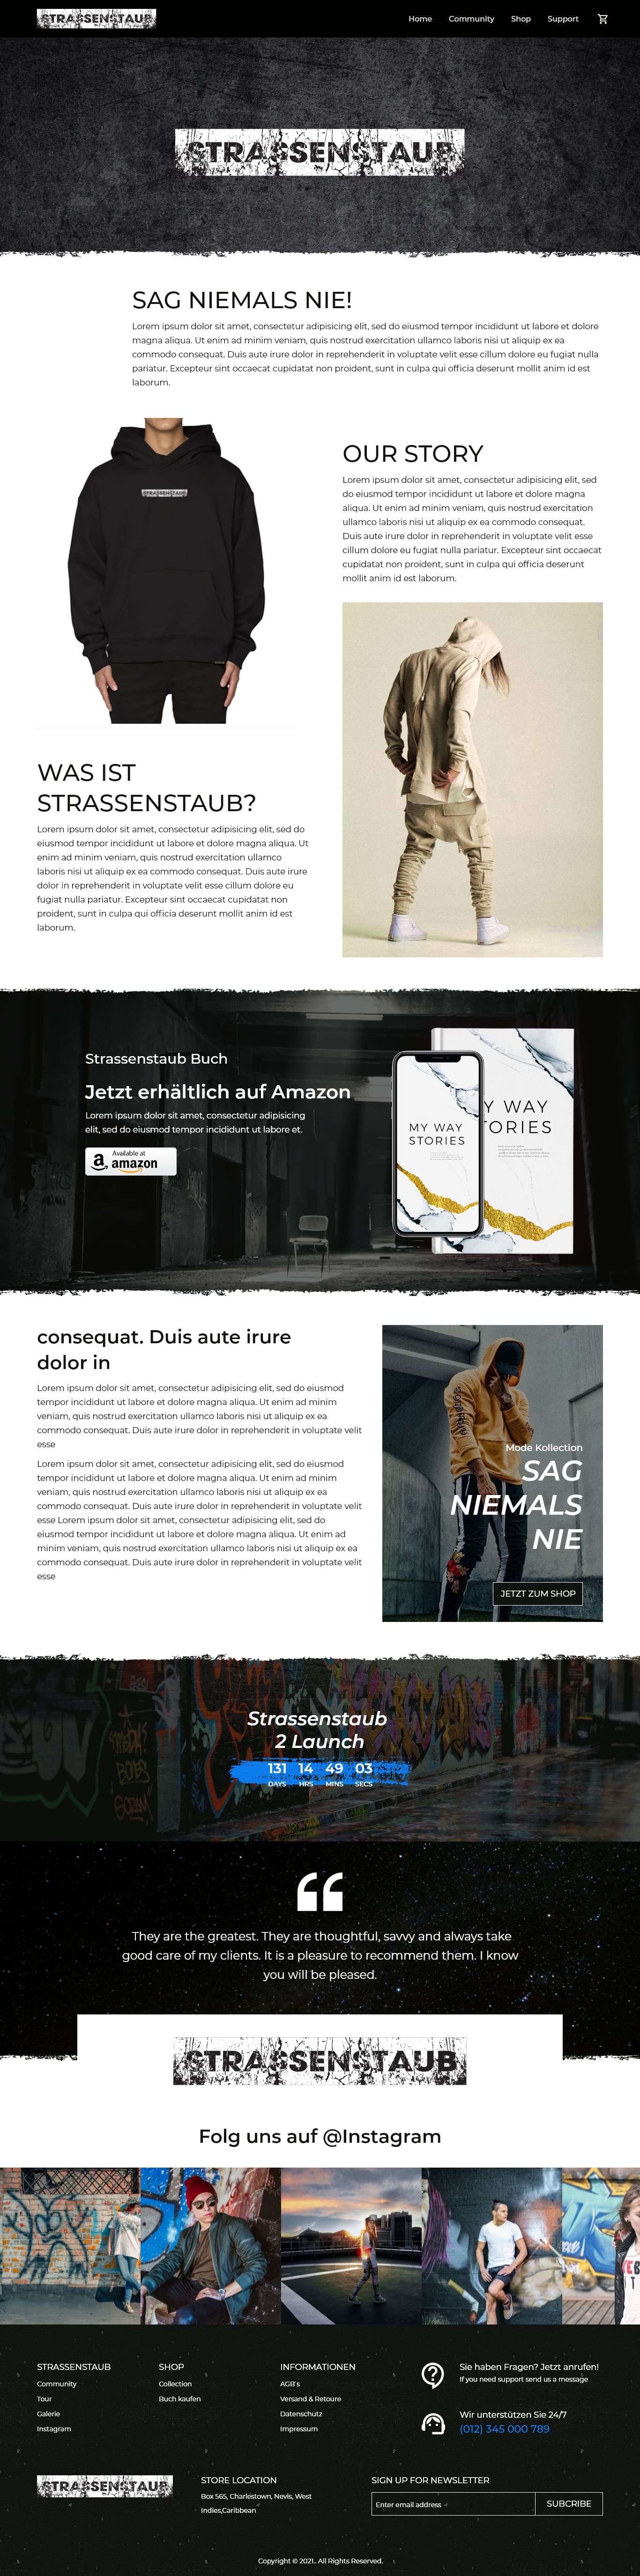 STRASSENSTAUB
Home Community Shop Support
STRASSENSTAUB
SAG NIEMALS NIE!
Lorem ipsum dolor sit amet, consectetur adipisicing elit, sed do eiusmod tempor incididunt ut labore et dolore
magna aliqua. Ut enim ad minim veniam, quis nostrud exercitation ullamco laboris nisi ut aliquip ex ea
commodo consequat. Duis aute irure dolor in reprehenderit in voluptate velit esse cillum dolore eu fugiat nulla
pariatur. Excepteur sint occaecat cupidatat non proident, sunt in culpa qui officia deserunt mollit anim id est
laborum.
STRASSENSTAUB
OUR STORY
Lorem ipsum dolor sit amet, consectetur adipisicing elit, sed
do eiusmod tempor incididunt ut labore et dolore magna
aliqua. Ut enim ad minim veniam, quis nostrud exercitation
ullamco laboris nisi ut aliquip ex ea commodo consequat.
Duis aute irure dolor in reprehenderit in voluptate velit esse
cillum dolore eu fugiat nulla pariatur. Excepteur sint occaecat
cupidatat non proident, sunt in culpa qui officia deserunt
mollit anim id est laborum.
WAS IST
STRASSENSTAUB?
Lorem ipsum dolor sit amet, consectetur adipisicing elit, sed do
eiusmod tempor incididunt ut labore et dolore magna aliqua. Ut
enim ad minim veniam, quis nostrud exercitation ullamco
laboris nisi ut aliquip ex ea commodo consequat. Duis aute irure
dolor in reprehenderit in voluptate velit esse cillum dolore eu
fugiat nulla pariatur. Excepteur sint occaecat cupidatat non
proident, sunt in culpa qui officia deserunt mollit anim id est
laborum.
Strassenstaub Buch
Jetzt erhältlich auf Amazon
Lorem ipsum dolor sit amet, consectetur adipisicing
elit, sed do eiusmod tempor incididunt ut labore et.
Available at
amazon
MY WAY
STORIES
Y WAY
TORIES
consequat. Duis aute irure
dolor in
Lorem ipsum dolor sit amet, consectetur adipisicing elit, sed do eiusmod
tempor incididunt ut labore et dolore magna aliqua. Ut enim ad minim
veniam, quis nostrud exercitation ullamco laboris nisi ut aliquip ex ea
commodo consequat. Duis aute irure dolor in reprehenderit in voluptate velit
esse
Lorem ipsum dolor sit amet, consectetur adipisicing elit, sed do eiusmod
tempor incididunt ut labore et dolore magna aliqua. Ut enim ad minim
veniam, quis nostrud exercitation ullamco laboris nisi ut aliquip ex ea
commodo consequat. Duis aute irure dolor in reprehenderit in voluptate velit
esse Lorem ipsum dolor sit amet, consectetur adipisicing elit, sed do
eiusmod tempor incididunt ut labore et dolore magna aliqua. Ut enim ad
minim veniam, quis nostrud exercitation ullamco laboris nisi ut aliquip ex ea
commodo consequat. Duis aute irure dolor in reprehenderit in voluptate velit
esse
Mode Kollection
SAG
NIEMALS
NIE
JETZT ZUM SHOP
Strassenstaub
2 Launch
131 14 49 03
DAYS HRS MINS SECS
They are the greatest. They are thoughtful, savvy and always take
good care of my clients. It is a pleasure to recommend them. I know
you will be pleased.
STRASSENSTAUB
Folg uns auf @Instagram
STRASSENSTAUB
Community
Tour
Galerie
Instagram
SHOP
Collection
Buch kaufen
INFORMATIONEN
AGB's
Versand & Retoure
Datenschutz
Impressum
Sie haben Fragen? Jetzt anrufen!
If you need support send us a message
Wir unterstützen Sie 24/7
(012) 345 000 789
STRASSENSTAUB
STORE LOCATION
Box 565, Charlestown, Nevis, West
Indies,Caribbean
SIGN UP FOR NEWSLETTER
Enter email address
SUBCRIBE
Copyright © 2021.. All Rights Reserved.